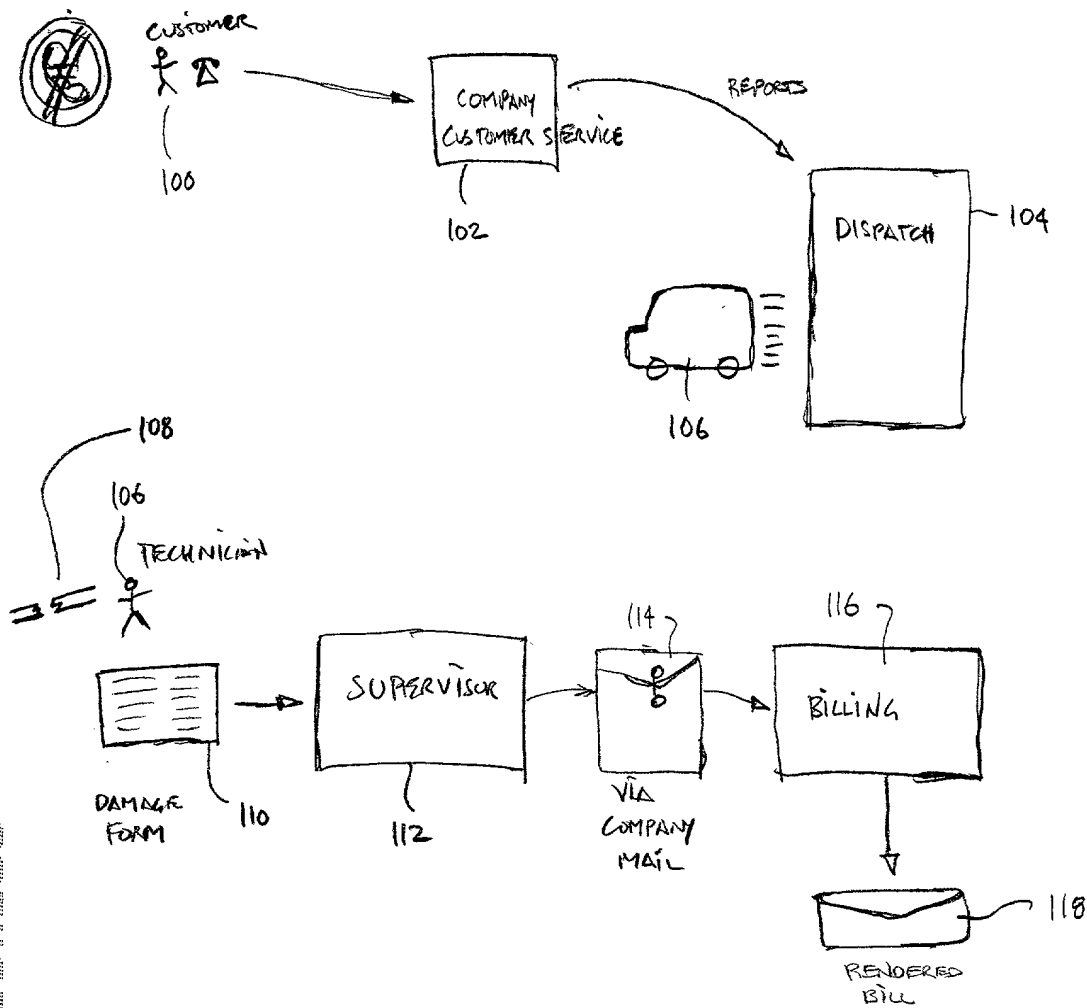 CUSTOMER
100
COMPANY
CUSTOMER SERVICE
102
REPORTS
DISPATCH
104
106
108
106
TECHNICIAN
DAMAGE
FORM
110
SUPERVISOR
112
114
VIA
COMPANY
MAIL
116
BILLING
118
RENDERED
BILL